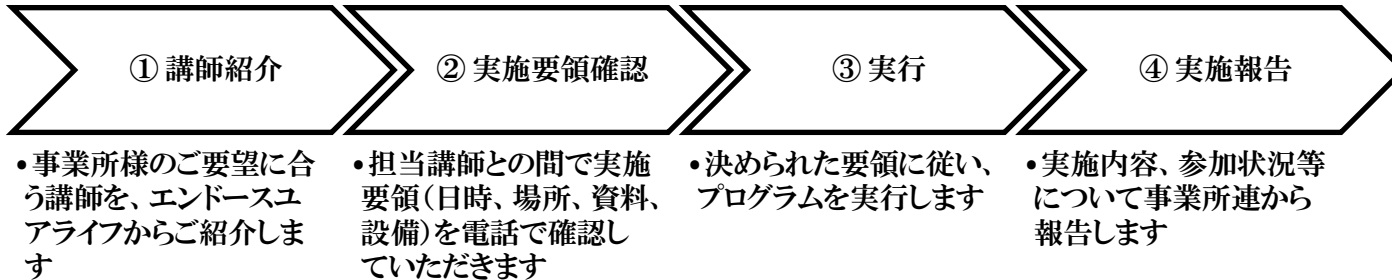 ① 講師紹介
② 実施要領確認
③ 実行
④ 実施報告
•事業所様のご要望に合
う講師を、エンドースユ
アライフからご紹介しま
す
•担当講師との間で実施
要領(日時、場所、資料、
設備)を電話で確認し
ていただきます
•決められた要領に従い、
プログラムを実行します
•実施内容、参加状況等
について事業所連から
報告します